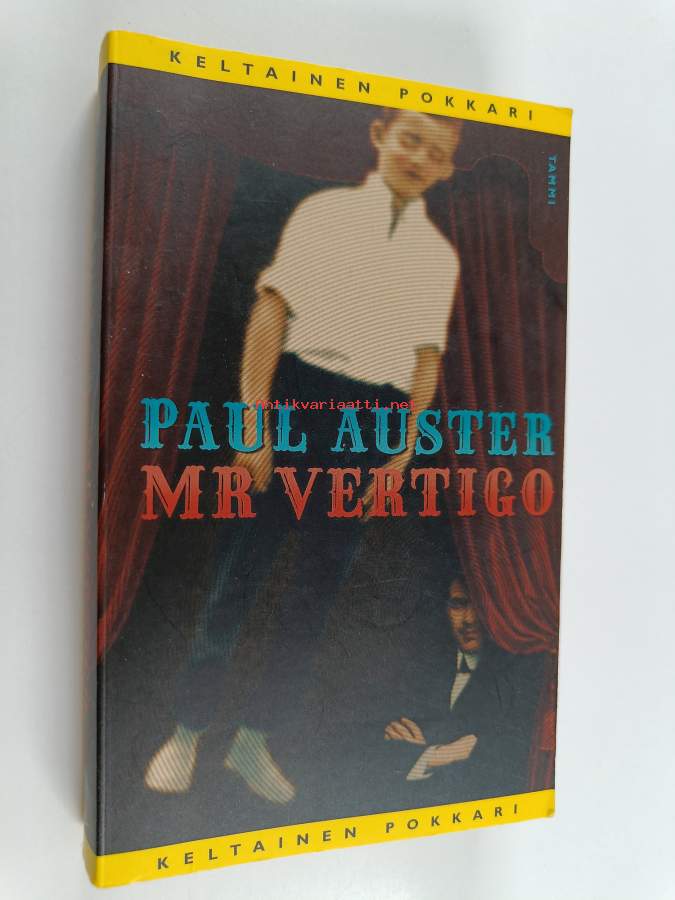 KELTAINEN POKKARI
TAMMI
antikvariaatti.net
PAUL AUSTER
MR VERTIGO
KELTAINEN POKKARI